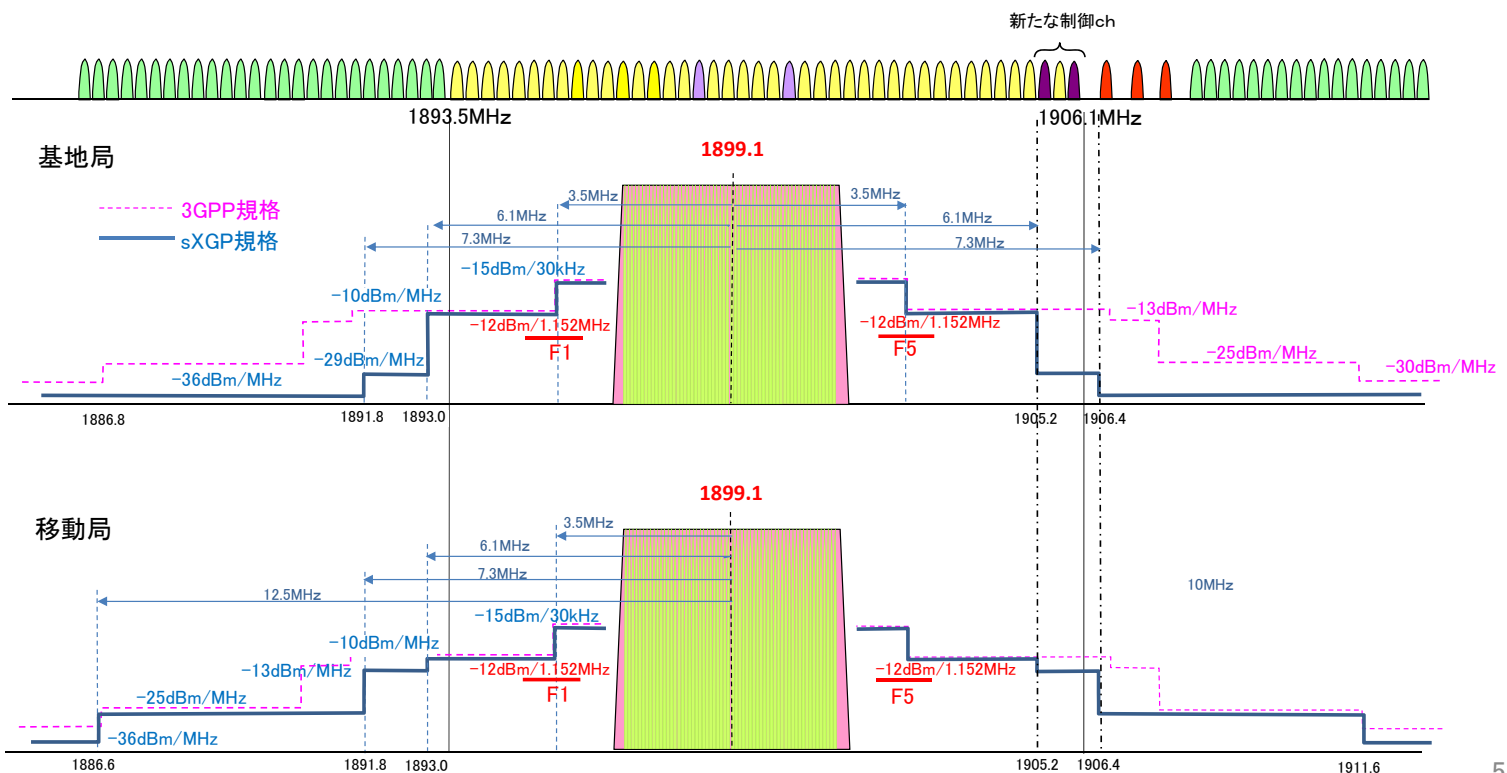 新たな制御ch
1893.5MHz
1906.1MHz
基地局
1899.1
3GPP規格
sXGP規格
3.5MHz
3.5MHz
6.1MHz
6.1MHz
7.3MHz
7.3MHz
-15dBm/30kHz
-10dBm/MHz
-13dBm/MHz
-12dBm/1.152MHz
-12dBm/1.152MHz
F1
F5
-29dBm/MHz
-25dBm/MHz
-36dBm/MHz
-30dBm/MHz
1886.8
1891.8
1893.0
1905.2
1906.4
1899.1
移動局
3.5MHz
6.1MHz
7.3MHz
10MHz
12.5MHz
-15dBm/30kHz
-10dBm/MHz
-13dBm/MHz
-12dBm/1.152MHz
-12dBm/1.152MHz
F1
F5
-25dBm/MHz
-36dBm/MHz
1886.6
1891.8
1893.0
1905.2
1906.4
1911.6
5